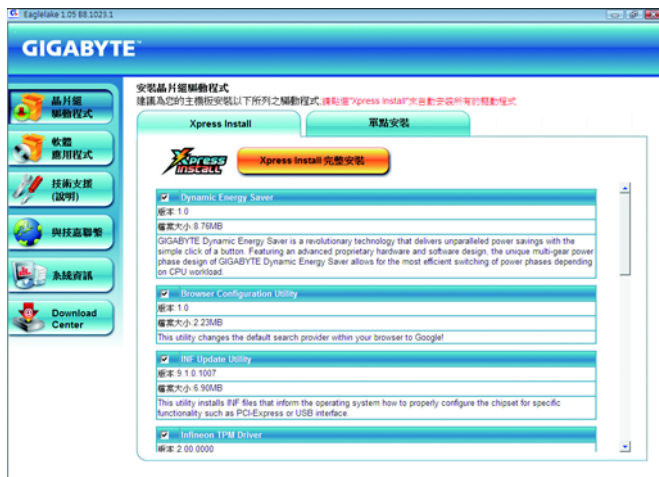 Eaglelake 1.05 B8.1023.1
GIGABYTE™
晶片組
驅動程式
軟體
應用程式
技術支援
(說明)
與技嘉聯繫
系統資訊
Download
Center
安裝晶片組驅動程式
建議為您的主機板安裝以下所列之驅動程式,請點選"Xpress Install"來自動安裝所有的驅動程式
Xpress Install
單點安裝
Xpress
INSTALL
Xpress Install 完整安裝
Dynamic Energy Saver
版本:1.0
檔案大小:8.76MB
GIGABYTE Dynamic Energy Saver is a revolutionary technology that delivers unparalleled power savings with the
simple click of a button. Featuring an advanced proprietary hardware and software design, the unique multi-gear power
phase design of GIGABYTE Dynamic Energy Saver allows for the most efficient switching of power phases depending
on CPU workload.
Browser Configuration Utility
版本:1.0
檔案大小:2.23MB
This utility changes the default search provider within your browser to Google!
INF Update Utility
版本:9.1.0.1007
檔案大小:6.90MB
This utility installs INF files that inform the operating system how to properly configure the chipset for specific
functionality such as PCI-Express or USB interface.
Infineon TPM Driver
版本:2.00.0000